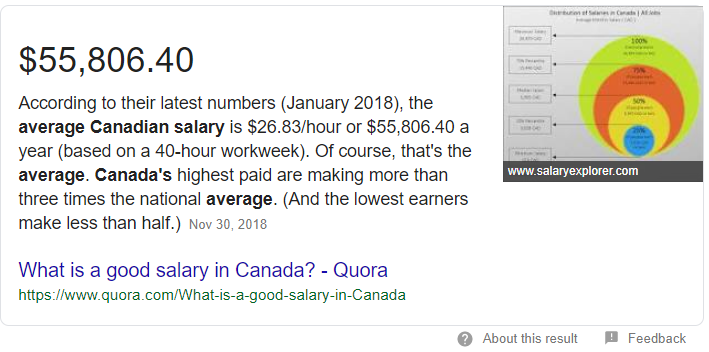 $55,806.40
According to their latest numbers (January 2018), the
average Canadian salary is $26.83/hour or $55,806.40 a
year (based on a 40-hour workweek). Of course, that's the
average. Canada's highest paid are making more than
three times the national average. (And the lowest earners
make less than half.) Nov 30, 2018
What is a good salary in Canada? - Quora
https://www.quora.com/What-is-a-good-salary-in-Canada
Distribution of Salaries in Canada | All Jobs
100%
75%
50%
25%
www.salaryexplorer.com
About this result
Feedback